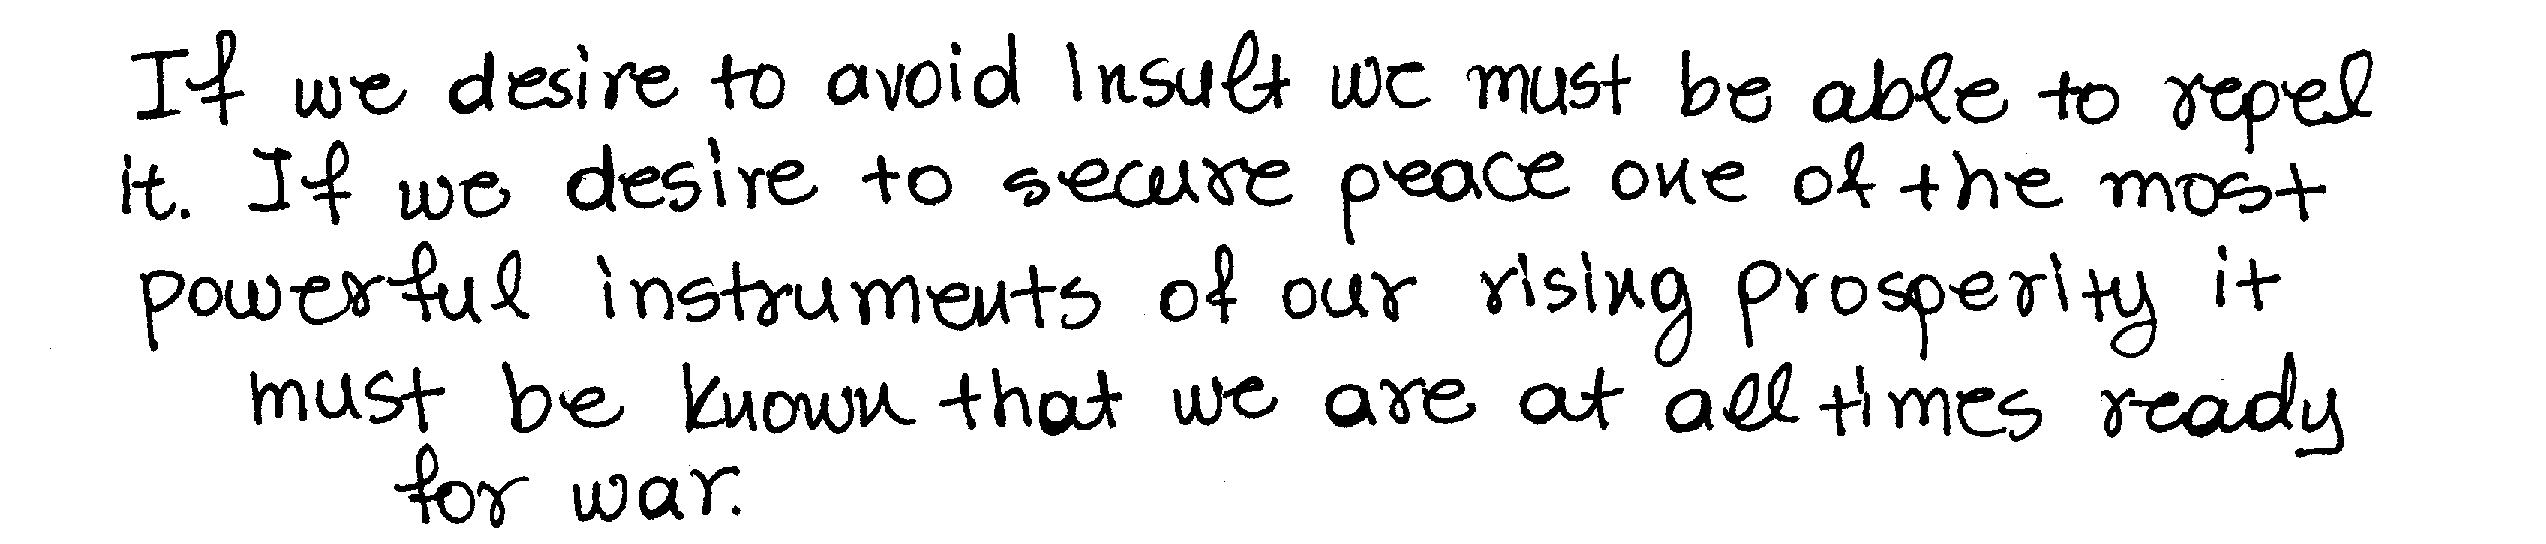 If we desire to avoid insult we must be able to repel
it. If we desire to secure peace one of the most
powerful instruments of our rising prosperity it
must be known that we are at all times ready
for war.